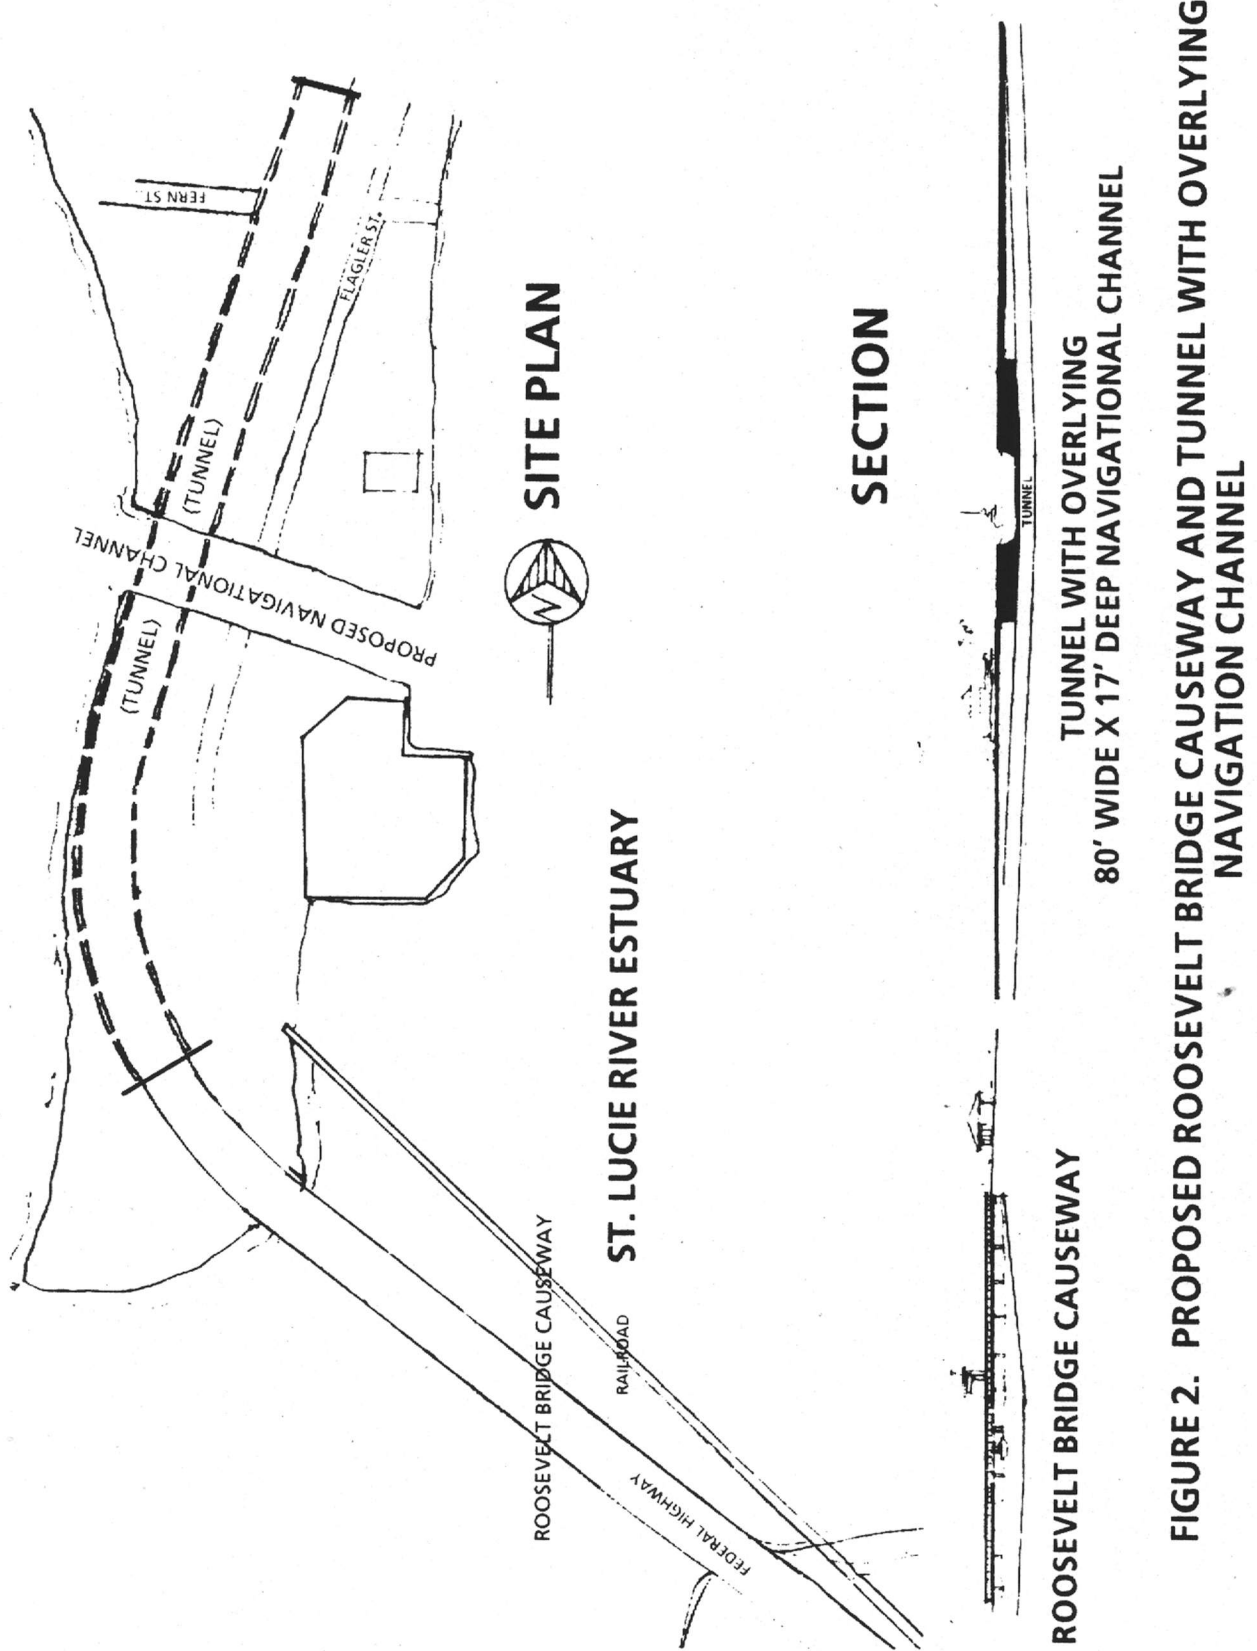 FERN ST.
FLAGLER ST.
(TUNNEL)
PROPOSED NAVIGATIONAL CHANNEL
(TUNNEL)
N
SITE PLAN
ST. LUCIE RIVER ESTUARY
ROOSEVELT BRIDGE CAUSEWAY
RAILROAD
FEDERAL HIGHWAY
SECTION
TUNNEL
TUNNEL WITH OVERLYING
80' WIDE X 17' DEEP NAVIGATIONAL CHANNEL
ROOSEVELT BRIDGE CAUSEWAY
FIGURE 2. PROPOSED ROOSEVELT BRIDGE CAUSEWAY AND TUNNEL WITH OVERLYING
NAVIGATION CHANNEL